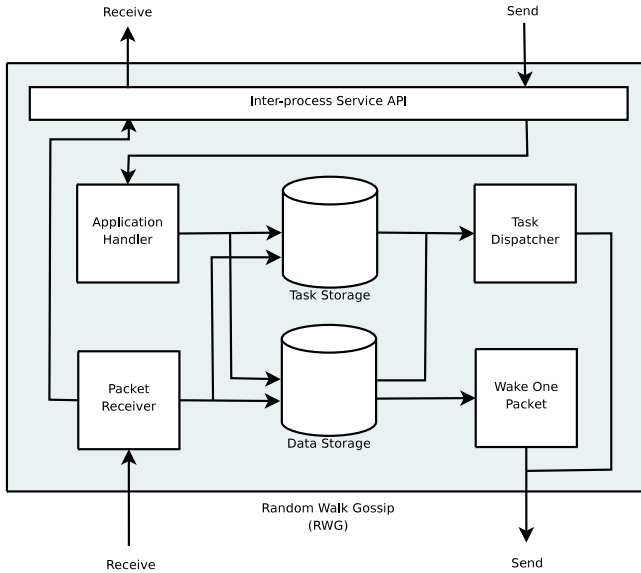 Receive
Send
Inter-process Service API
Application
Handler
Task Storage
Task
Dispatcher
Packet
Receiver
Data Storage
Wake One
Packet
Random Walk Gossip
(RWG)
Receive
Send